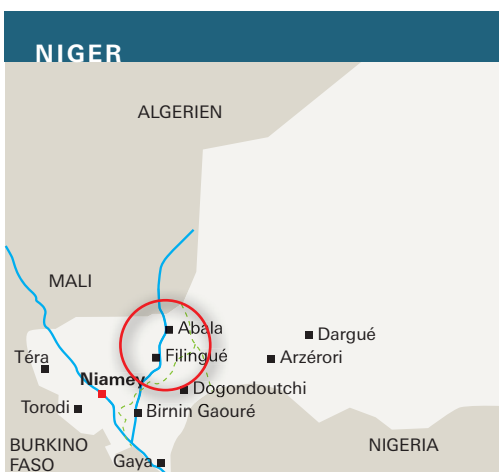 NIGER
ALGERIEN
MALI
Abala
Dargué
Téra
Filingué
Arzérori
Niamey
Dogondoutchi
Torodi
Birnin Gaouré
BURKINO
FASO
NIGERIA
Gaya